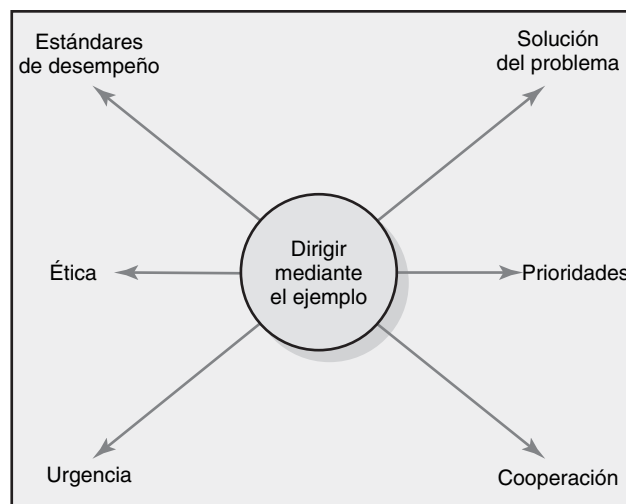 Estándares
de desempeño
Solución
del problema
Ética
Dirigir
mediante
el ejemplo
Prioridades
Urgencia
Cooperación